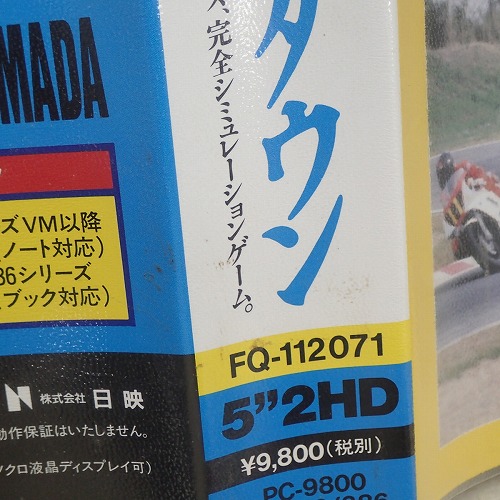 MADA
ズVM以降
ノート対応)
86シリーズ
ブック対応)
株式会社 日映
動作保証はいたしません。
クロ液晶ディスプレイ可)
タウン
ス、完全シミュレーションゲーム。
FQ-112071
5”2HD
¥9,800(税別)
PC-9800